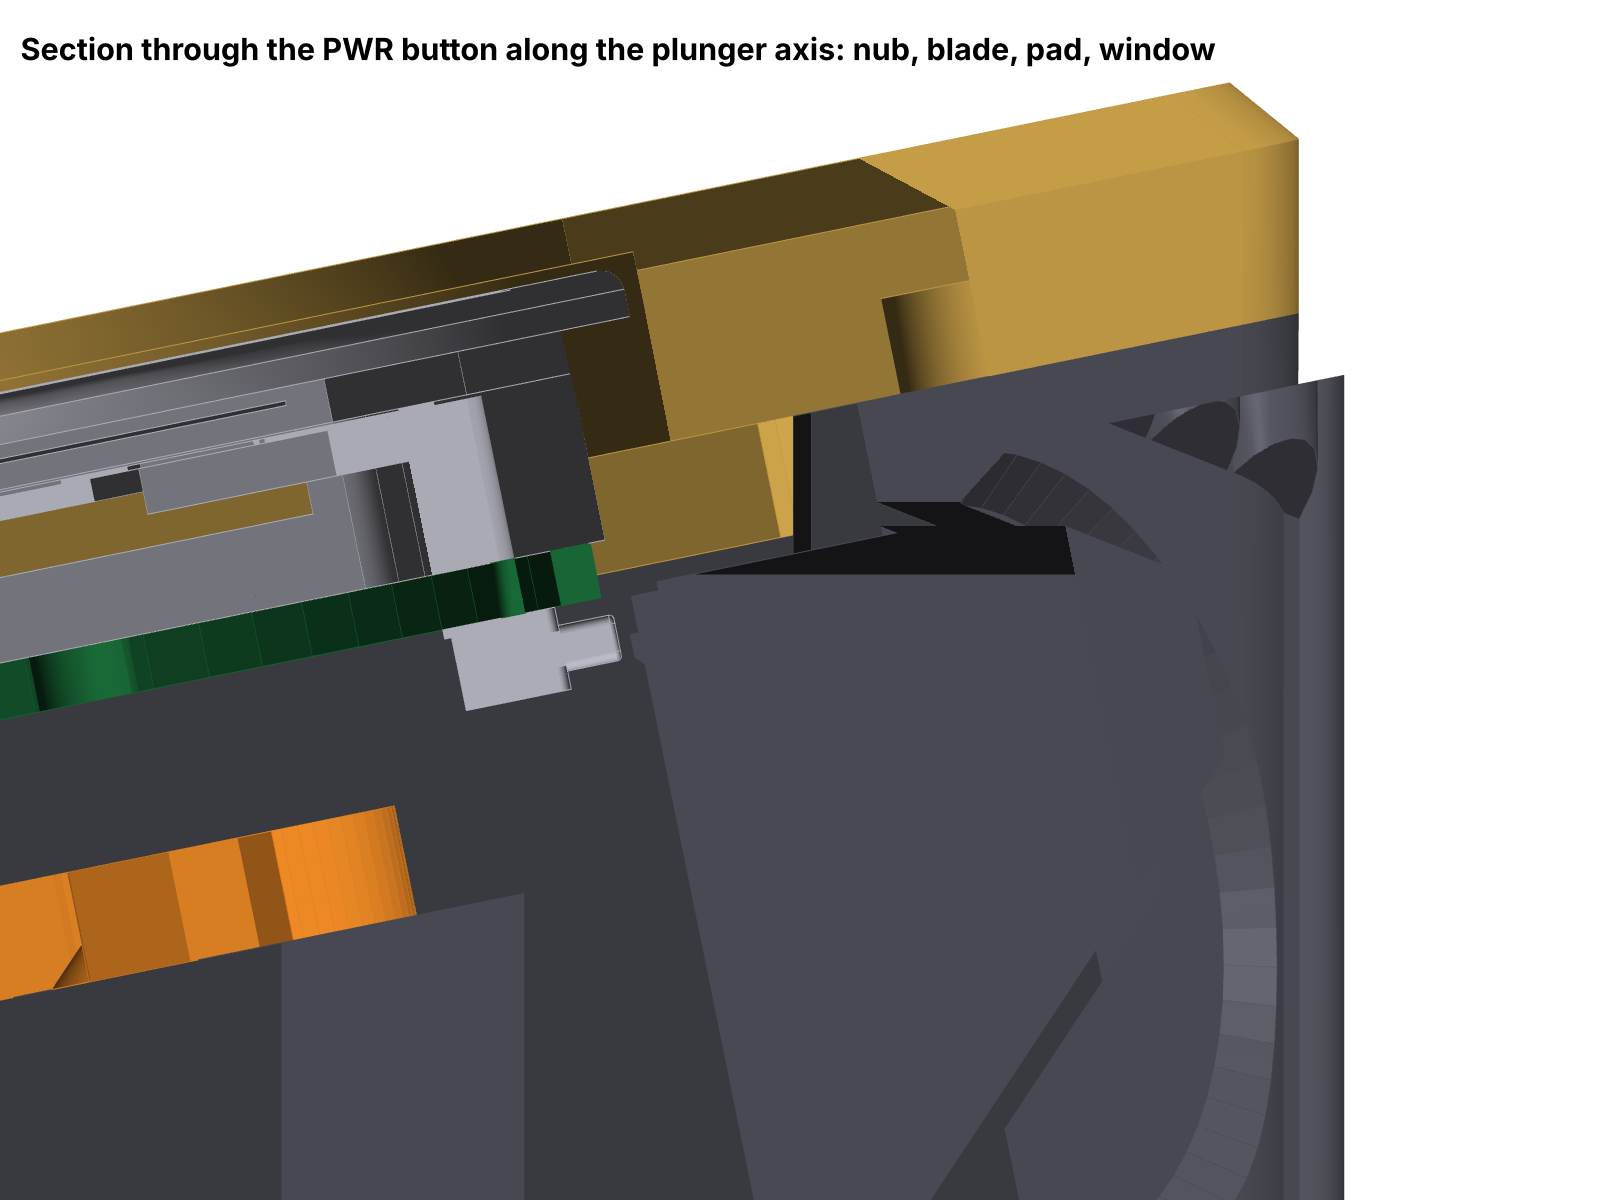 Section through the PWR button along the plunger axis: nub, blade, pad, window